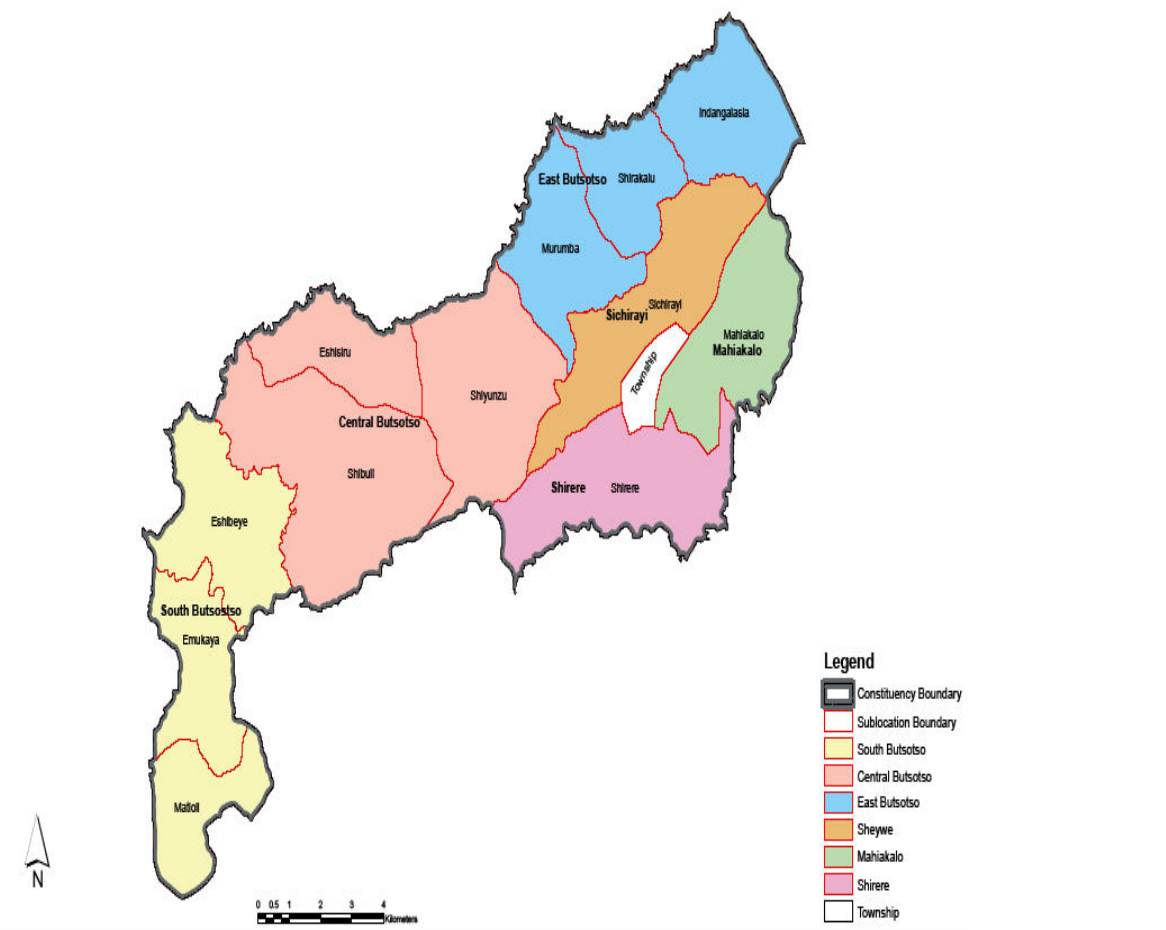 Indangalasia
East Butsotso
Shirakalu
Murumba
Sichirayi
Sichirayi
Mahiakalo
Mahiakalo
Township
Eshisiru
Shiyunzu
Central Butsotso
Shibuli
Shirere
Shirere
Eshibeye
South Butsostso
Emukaya
Matioli
Legend
Constituency Boundary
Sublocation Boundary
South Butsotso
Central Butsotso
East Butsotso
Sheywe
Mahiakalo
Shirere
Township
N
0 0.5 1 2 3 4
Kilometers